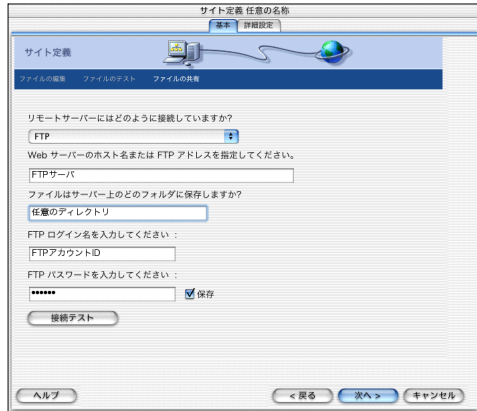 サイト定義 任意の名称
基本 詳細設定
サイト定義
ファイルの編集 ファイルのテスト ファイルの共有
リモートサーバーにはどのように接続していますか?
FTP
Web サーバーのホスト名または FTP アドレスを指定してください。
FTPサーバ
ファイルはサーバー上のどのフォルダに保存しますか?
任意のディレクトリ
FTP ログイン名を入力してください :
FTPアカウントID
FTP パスワードを入力してください :
••••••
保存
接続テスト
ヘルプ < 戻る 次へ > キャンセル